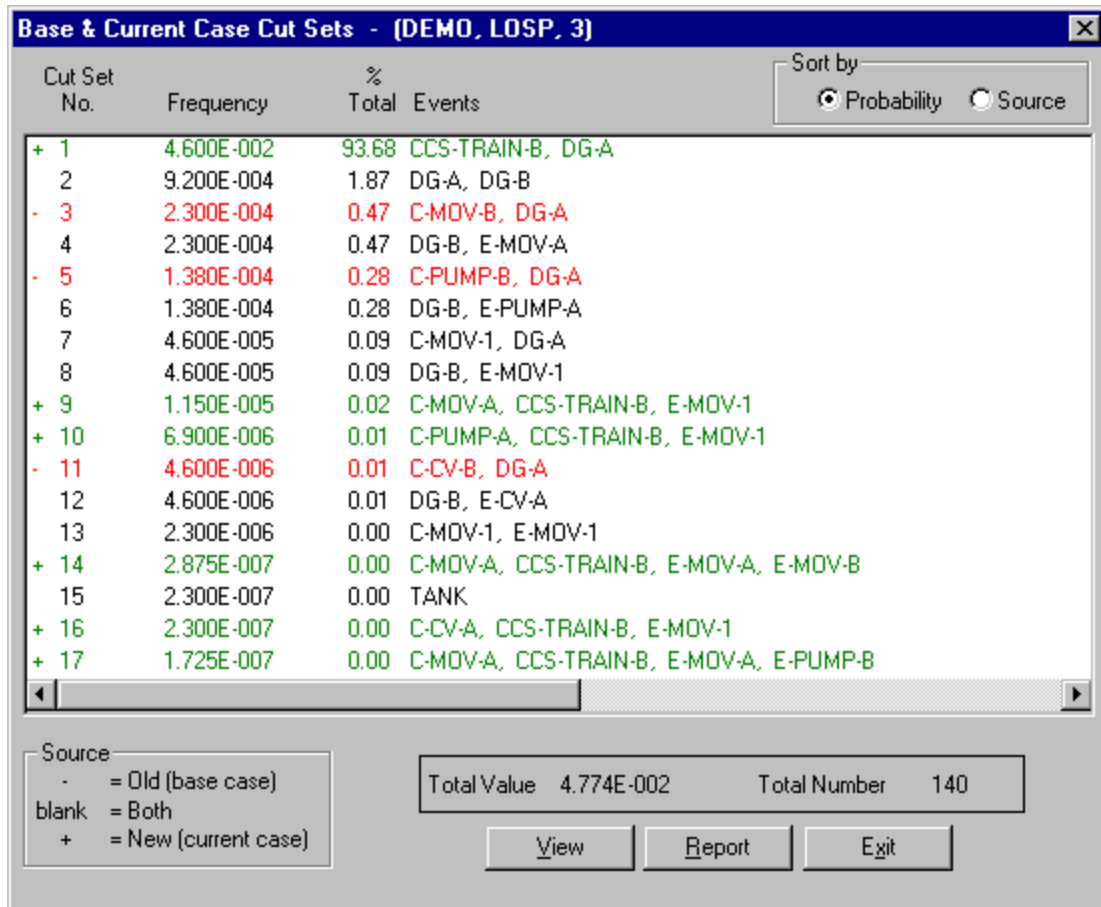 Base & Current Case Cut Sets - (DEMO, LOSP, 3)
Cut Set No. Frequency % Total Events
Sort by
Probability Source
+ 1 4.600E-002 93.68 CCS-TRAIN-B, DG-A
2 9.200E-004 1.87 DG-A, DG-B
- 3 2.300E-004 0.47 C-MOV-B, DG-A
4 2.300E-004 0.47 DG-B, E-MOV-A
- 5 1.380E-004 0.28 C-PUMP-B, DG-A
6 1.380E-004 0.28 DG-B, E-PUMP-A
7 4.600E-005 0.09 C-MOV-1, DG-A
8 4.600E-005 0.09 DG-B, E-MOV-1
+ 9 1.150E-005 0.02 C-MOV-A, CCS-TRAIN-B, E-MOV-1
+ 10 6.900E-006 0.01 C-PUMP-A, CCS-TRAIN-B, E-MOV-1
- 11 4.600E-006 0.01 C-CV-B, DG-A
12 4.600E-006 0.01 DG-B, E-CV-A
13 2.300E-006 0.00 C-MOV-1, E-MOV-1
+ 14 2.875E-007 0.00 C-MOV-A, CCS-TRAIN-B, E-MOV-A, E-MOV-B
15 2.300E-007 0.00 TANK
+ 16 2.300E-007 0.00 C-CV-A, CCS-TRAIN-B, E-MOV-1
+ 17 1.725E-007 0.00 C-MOV-A, CCS-TRAIN-B, E-MOV-A, E-PUMP-B
Source
- = Old (base case)
blank = Both
+ = New (current case)
Total Value 4.774E-002 Total Number 140
View Report Exit